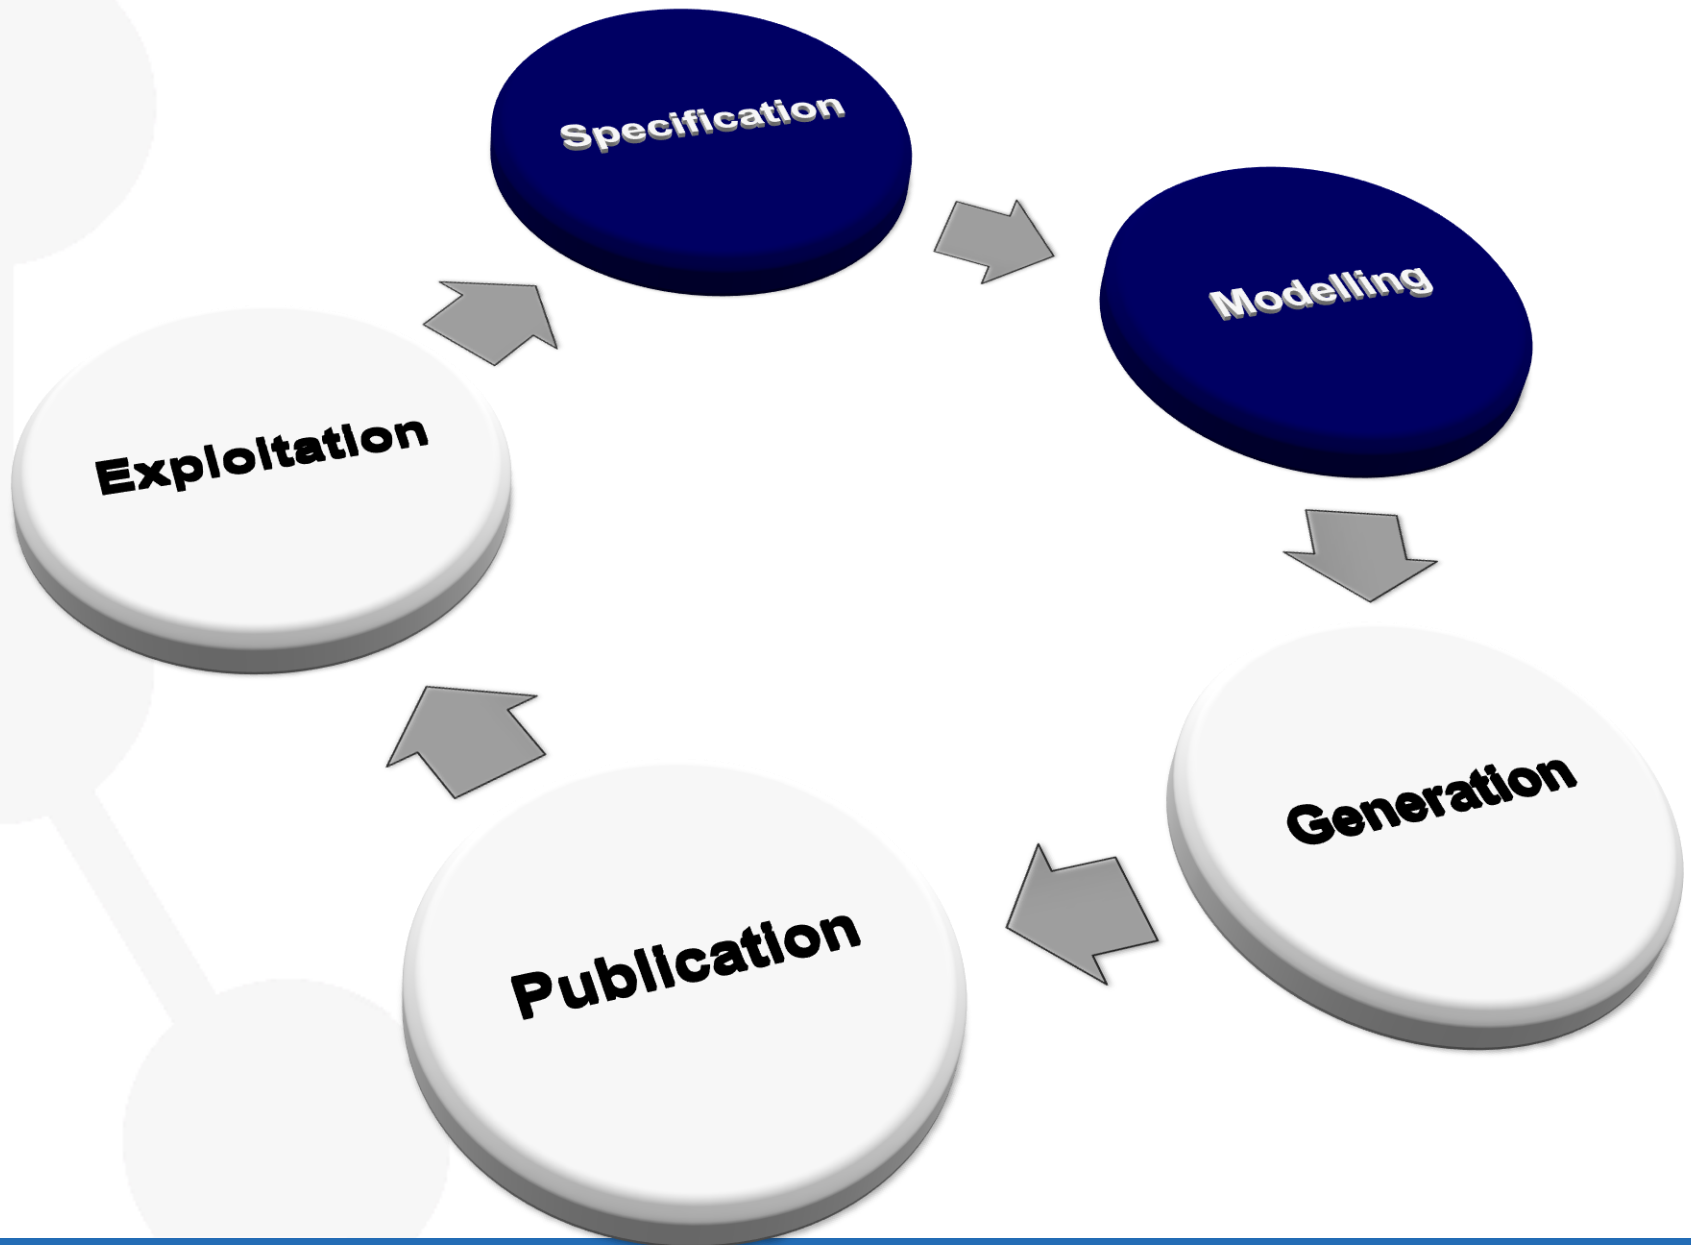 Specification
Modelling
Generation
Publication
Exploitation